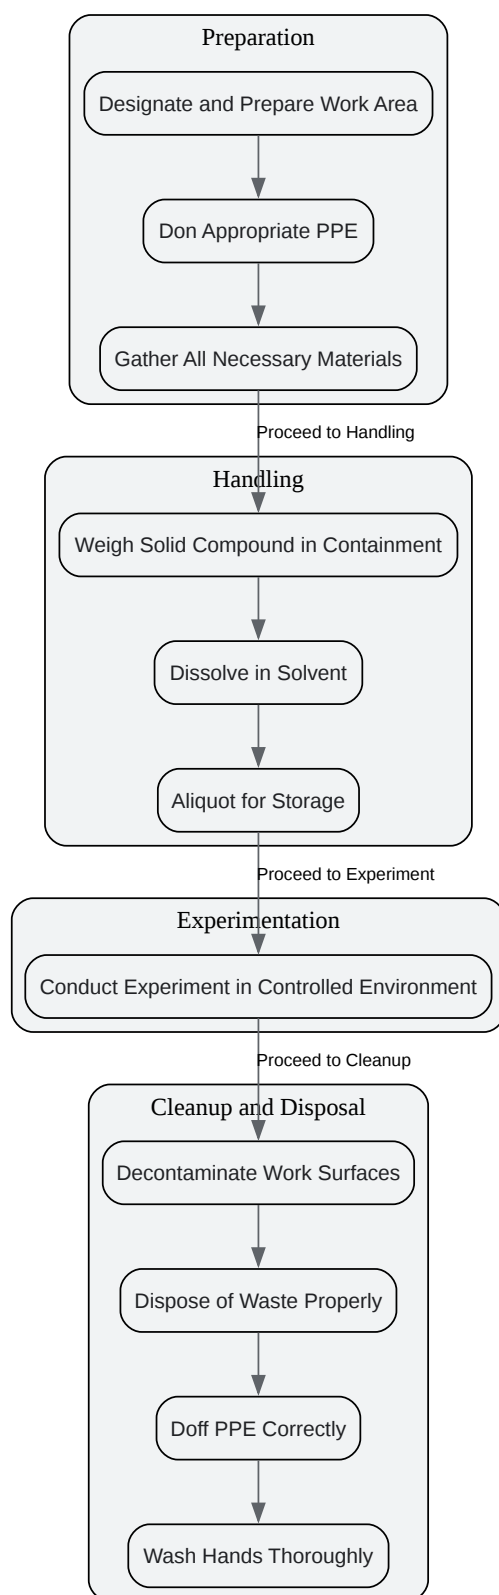 Preparation
Designate and Prepare Work Area
Don Appropriate PPE
Gather All Necessary Materials
Proceed to Handling
Handling
Weigh Solid Compound in Containment
Dissolve in Solvent
Aliquot for Storage
Proceed to Experiment
Experimentation
Conduct Experiment in Controlled Environment
Proceed to Cleanup
Cleanup and Disposal
Decontaminate Work Surfaces
Dispose of Waste Properly
Doff PPE Correctly
Wash Hands Thoroughly